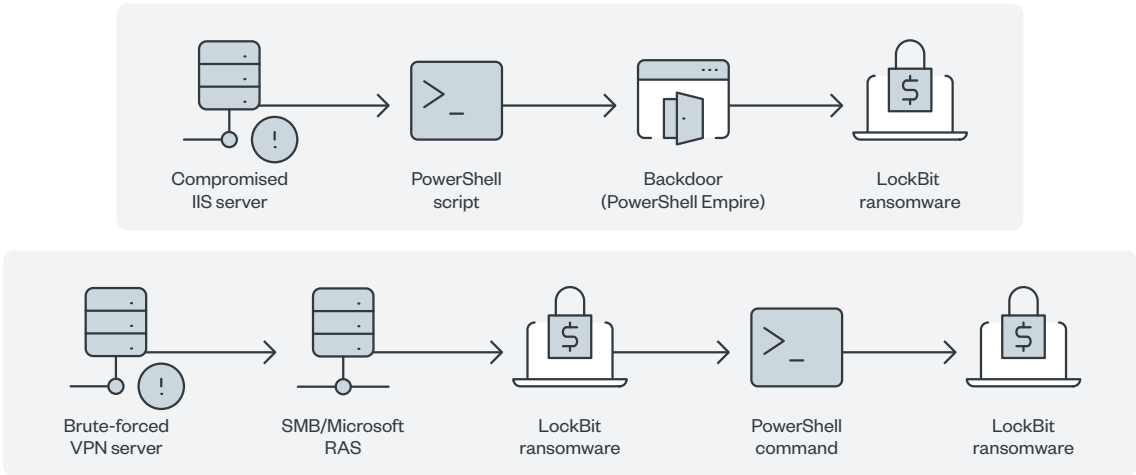 Compromised
IIS server
PowerShell
script
Backdoor
(PowerShell Empire)
LockBit
ransomware
Brute-forced
VPN server
SMB/Microsoft
RAS
LockBit
ransomware
PowerShell
command
LockBit
ransomware